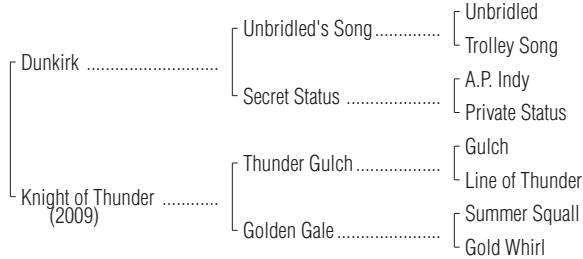 Unbridled
Unbridled's Song..............
Trolley Song
Dunkirk ............................
A.P. Indy
Secret Status ....................
Private Status
Gulch
Thunder Gulch..................
Line of Thunder
Knight of Thunder ............
(2009)
Summer Squall
Golden Gale......................
Gold Whirl